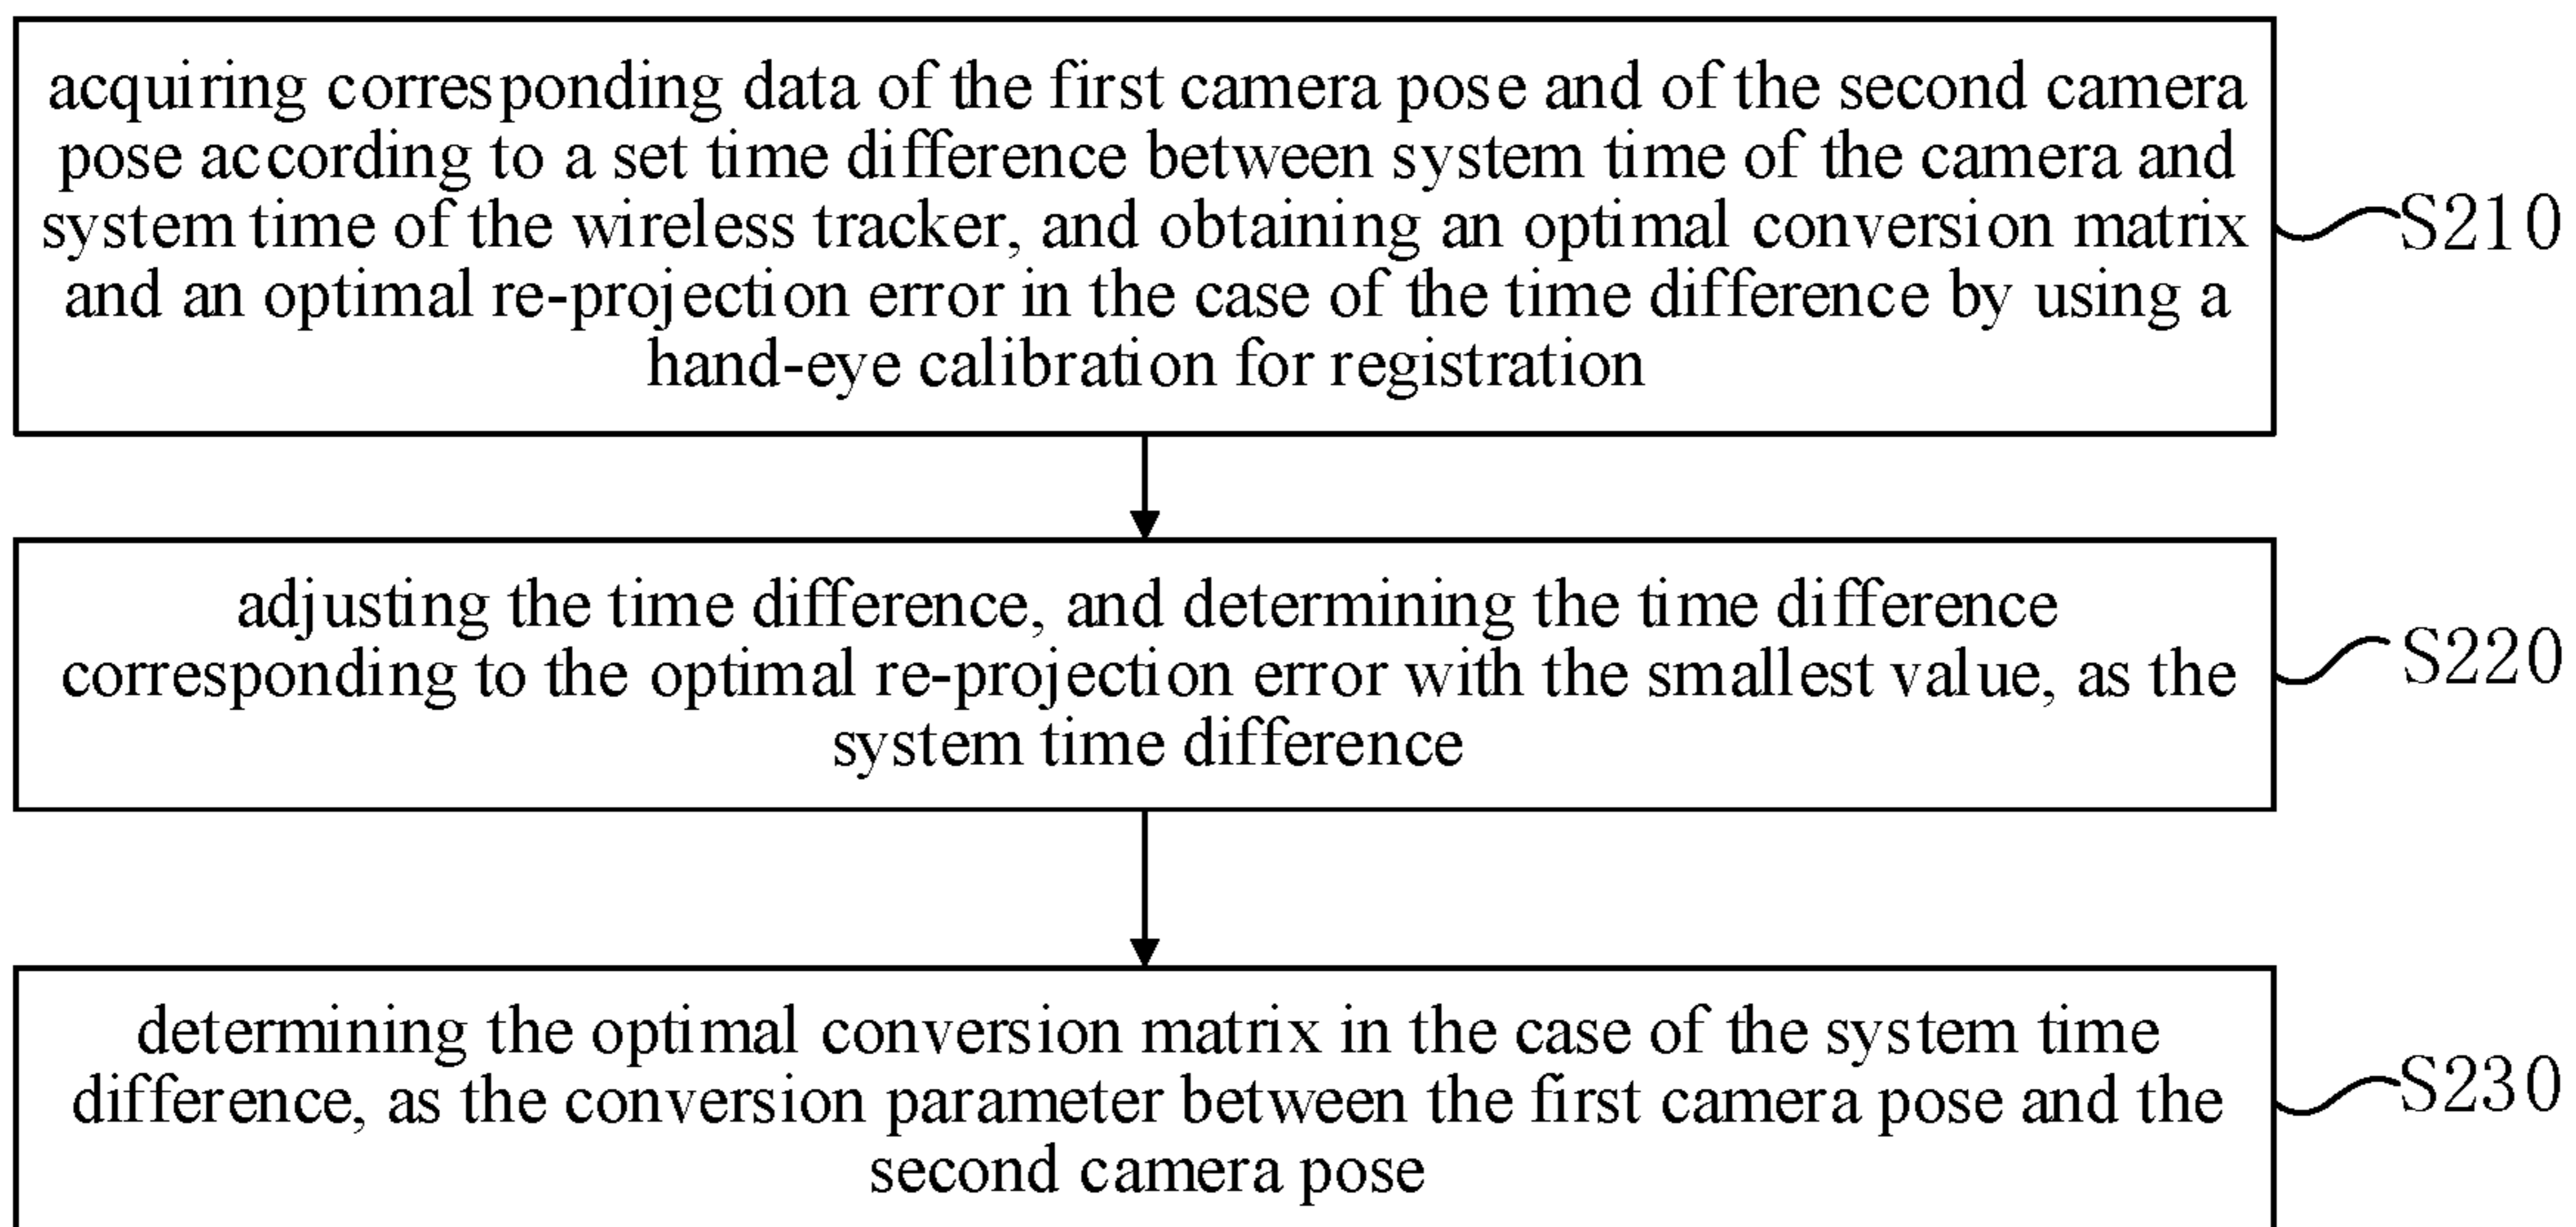 acquiring corresponding data of the first camera pose and of the second camera
pose according to a set time difference between system time of the camera and
system time of the wireless tracker, and obtaining an optimal conversion matrix
and an optimal re-projection error in the case of the time difference by using a
hand-eye calibration for registration
S210
adjusting the time difference, and determining the time difference
corresponding to the optimal re-projection error with the smallest value, as the
system time difference
S220
determining the optimal conversion matrix in the case of the system time
difference, as the conversion parameter between the first camera pose and the
second camera pose
S230